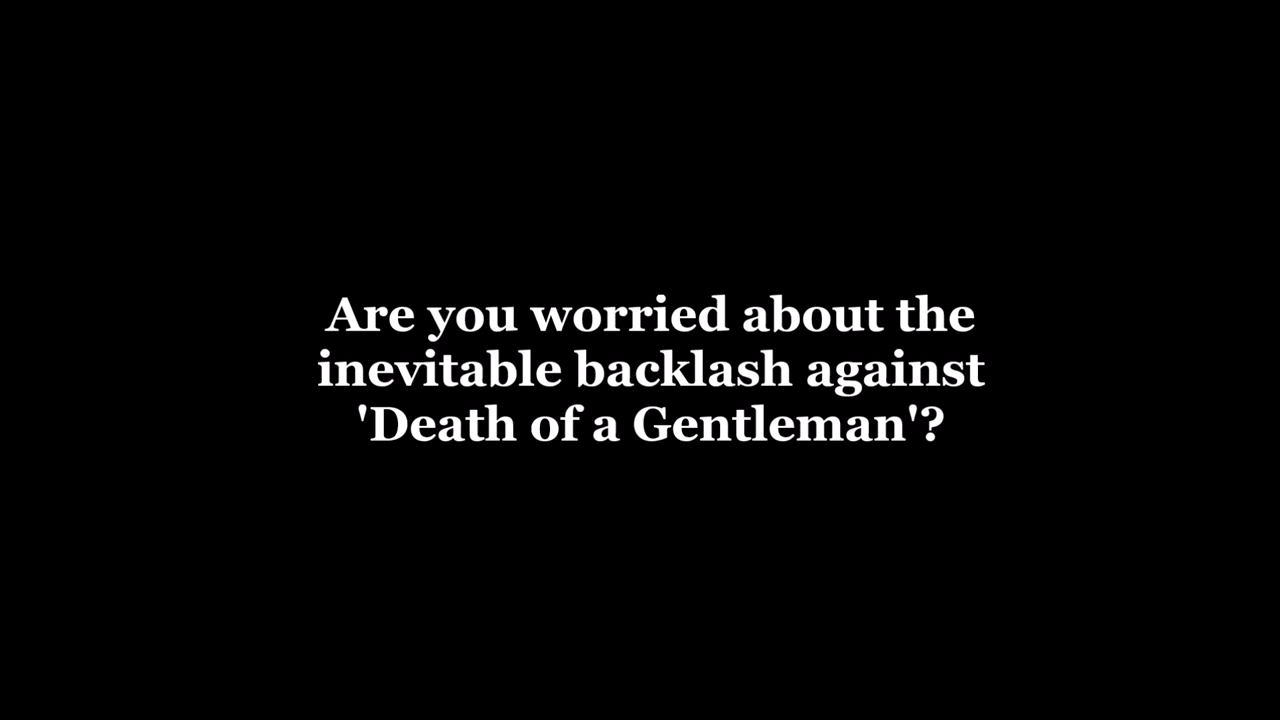 Are you worried about the
inevitable backlash against
'Death of a Gentleman'?